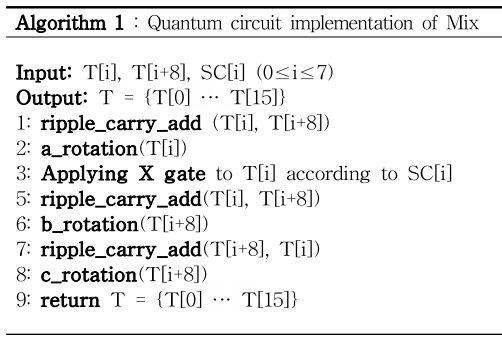 Algorithm 1 : Quantum circuit implementation of Mix
Input: T[i], T[i+8], SC[i] (0≤i≤7)
Output: T = {T[0] ⋯ T[15]}
1: ripple_carry_add (T[i], T[i+8])
2: a_rotation(T[i])
3: Applying X gate to T[i] according to SC[i]
5: ripple_carry_add(T[i], T[i+8])
6: b_rotation(T[i+8])
7: ripple_carry_add(T[i+8], T[i])
8: c_rotation(T[i+8])
9: return T = {T[0] ⋯ T[15]}